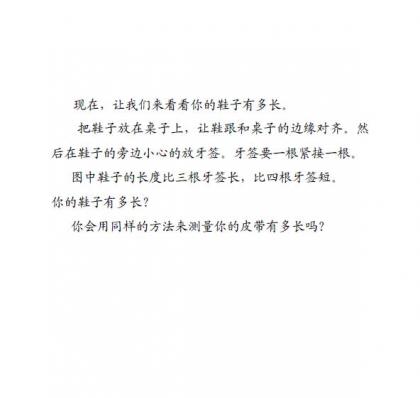 现在，让我们来看看你的鞋子有多长。
把鞋子放在桌子上，让鞋跟和桌子的边缘对齐。然
后在鞋子的旁边小心的放牙签。牙签要一根紧接一根。
图中鞋子的长度比三根牙签长，比四根牙签短。
你的鞋子有多长？
你会用同样的方法来测量你的皮带有多长吗？